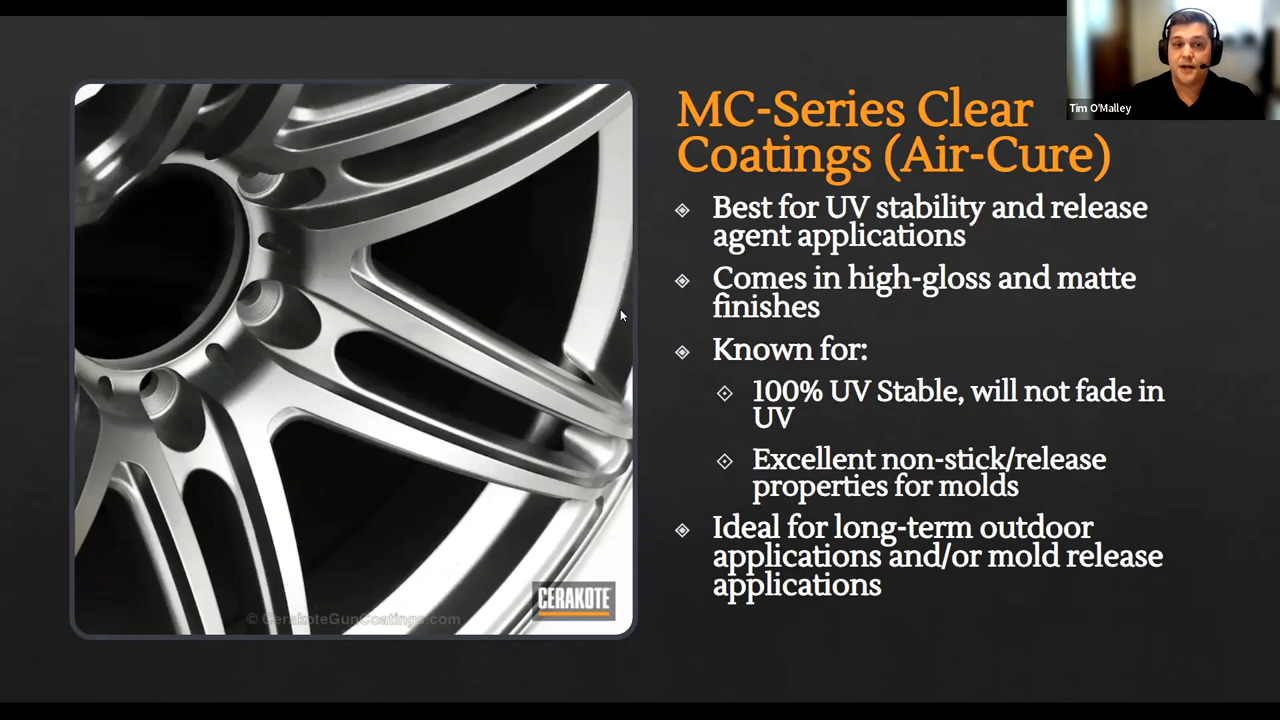 MC-Series Clear
Coatings (Air-Cure)
Best for UV stability and release
agent applications
Comes in high-gloss and matte
finishes
Known for:
100% UV Stable, will not fade in
UV
Excellent non-stick/release
properties for molds
Ideal for long-term outdoor
applications and/or mold release
applications
CERAKOTE
© CerakoteGunCoatings.com
Tim O'Malley